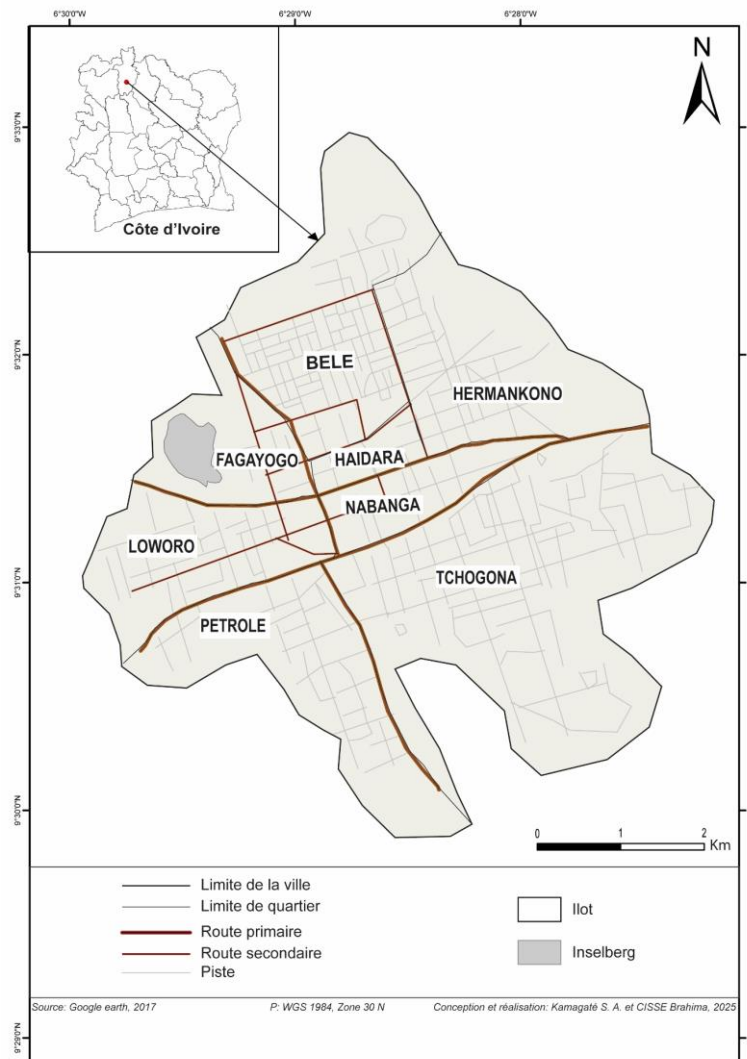 6°30'0"N
6°29'0"N
6°28'0"N
N
9°33'0"N
Côte d'Ivoire
9°32'0"N
BELE
HERMANKONO
FAGAYOGO
HAIDARA
NABANGA
LOWORO
9°31'0"N
TCHOGONA
PETROLE
9°30'0"N
0 1 2
Km
Limite de la ville
Limite de quartier
Route primaire
Route secondaire
Piste
Ilot
Inselberg
Source: Google earth, 2017
P: WGS 1984, Zone 30 N
Conception et réalisation: Kamagaté S. A. et CISSE Brahima, 2025
9°29'0"N